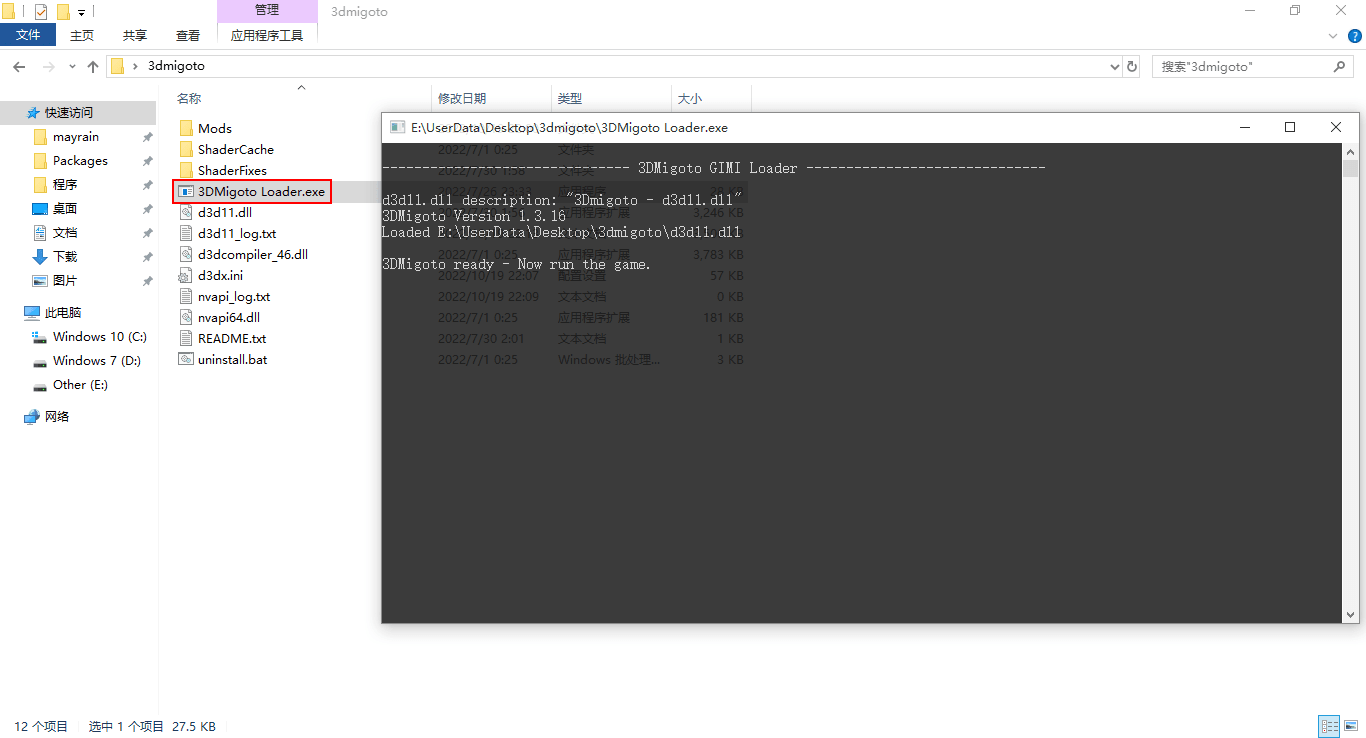 管理
3dmigoto
文件
主页
共享
查看
应用程序工具
3dmigoto
搜索"3dmigoto"
快速访问
mayrain
Packages
程序
桌面
文档
下载
图片
此电脑
Windows 10 (C:)
Windows 7 (D:)
Other (E:)
网络
名称
修改日期
类型
大小
Mods
ShaderCache
2022/7/1 0:25 文件夹
ShaderFixes
2022/7/30 1:58 文件夹
3DMigoto Loader.exe
2022/7/26 23:33 应用程序 28 KB
d3d11.dll
应用程序扩展 3,246 KB
d3d11_log.txt
d3dcompiler_46.dll
2022/7/1 0:25 应用程序扩展 3,783 KB
d3dx.ini
2022/10/19 22:07 配置设置 57 KB
nvapi_log.txt
2022/10/19 22:09 文本文档 0 KB
nvapi64.dll
2022/7/1 0:25 应用程序扩展 181 KB
README.txt
2022/7/30 2:01 文本文档 1 KB
uninstall.bat
2022/7/1 0:25 Windows 批处理... 3 KB
E:\UserData\Desktop\3dmigoto\3DMigoto Loader.exe
------------------------------- 3DMigoto GIMI Loader ------------------------------
d3d11.dll description: "3Dmigoto - d3d11.dll"
3DMigoto Version 1.3.16
Loaded E:\UserData\Desktop\3dmigoto\d3d11.dll
3DMigoto ready - Now run the game.
12 个项目
选中 1 个项目 27.5 KB